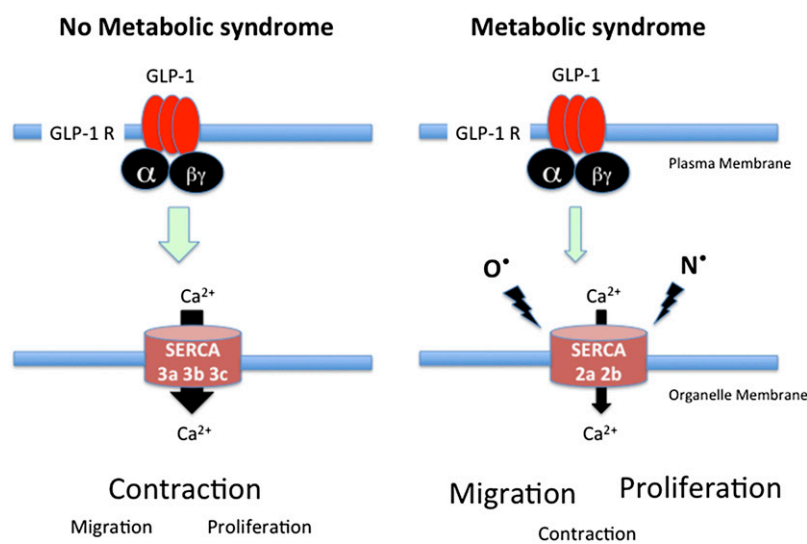 No Metabolic syndrome
GLP-1
GLP-1 R
α
βγ
Ca²⁺
SERCA
3a 3b 3c
Ca²⁺
Contraction
Migration
Proliferation
Metabolic syndrome
GLP-1
GLP-1 R
Plasma Membrane
α
βγ
O•
N•
Ca²⁺
SERCA
2a 2b
Organelle Membrane
Ca²⁺
Migration
Proliferation
Contraction